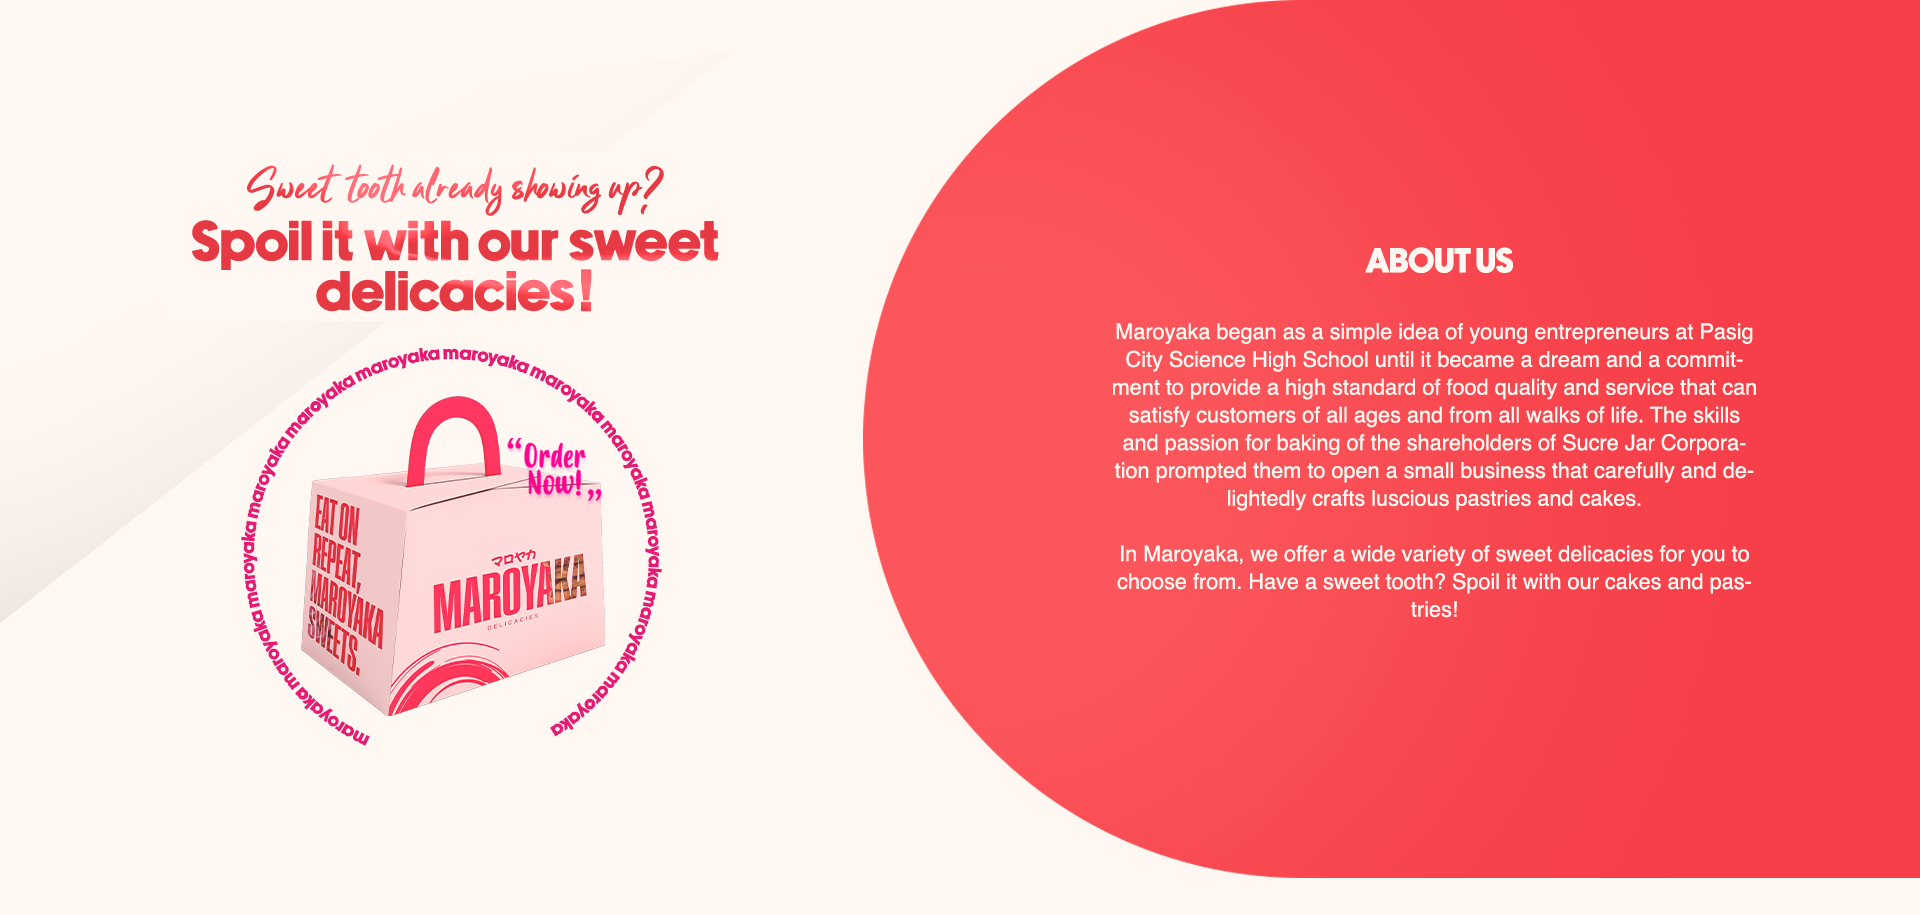 Sweet tooth already showing up?
Spoil it with our sweet
delicacies!
maroyaka maroyaka maroyaka maroyaka maroyaka maroyaka maroyaka maroyaka maroyaka maroyaka maroyaka maroyaka maroyaka
“Order
Now!„
EAT ON
REPEAT,
MAROYAKA
SWEETS.
マロヤカ
MAROYAKA
DELICACIES
ABOUT US
Maroyaka began as a simple idea of young entrepreneurs at Pasig
City Science High School until it became a dream and a commit-
ment to provide a high standard of food quality and service that can
satisfy customers of all ages and from all walks of life. The skills
and passion for baking of the shareholders of Sucre Jar Corpora-
tion prompted them to open a small business that carefully and de-
lightedly crafts luscious pastries and cakes.
In Maroyaka, we offer a wide variety of sweet delicacies for you to
choose from. Have a sweet tooth? Spoil it with our cakes and pas-
tries!